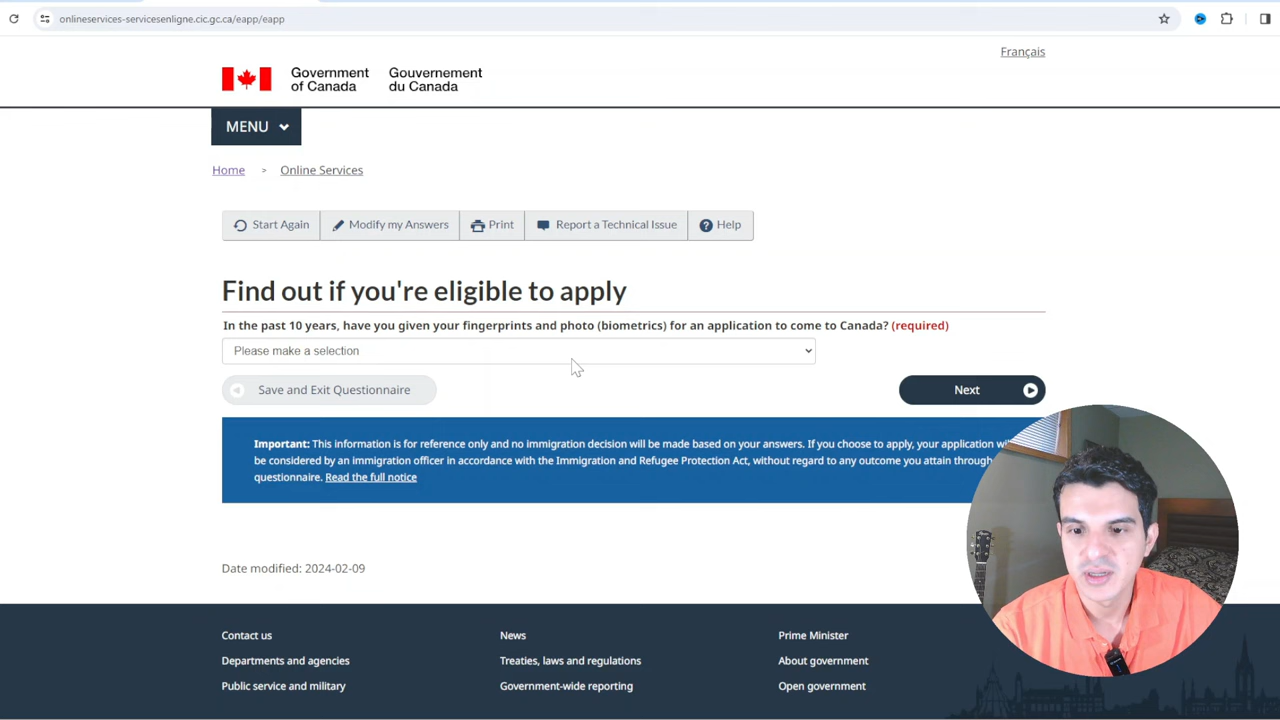 onlineservices-servicesenligne.cic.gc.ca/eapp/eapp
Français
Government of Canada
Gouvernement du Canada
MENU
Home > Online Services
Start Again Modify my Answers Print Report a Technical Issue Help
Find out if you're eligible to apply
In the past 10 years, have you given your fingerprints and photo (biometrics) for an application to come to Canada? (required)
Please make a selection
Save and Exit Questionnaire
Next
Important: This information is for reference only and no immigration decision will be made based on your answers. If you choose to apply, your application
be considered by an immigration officer in accordance with the Immigration and Refugee Protection Act, without regard to any outcome you attain through
questionnaire. Read the full notice
Date modified: 2024-02-09
Contact us
News
Prime Minister
Departments and agencies
Treaties, laws and regulations
About government
Public service and military
Government-wide reporting
Open government